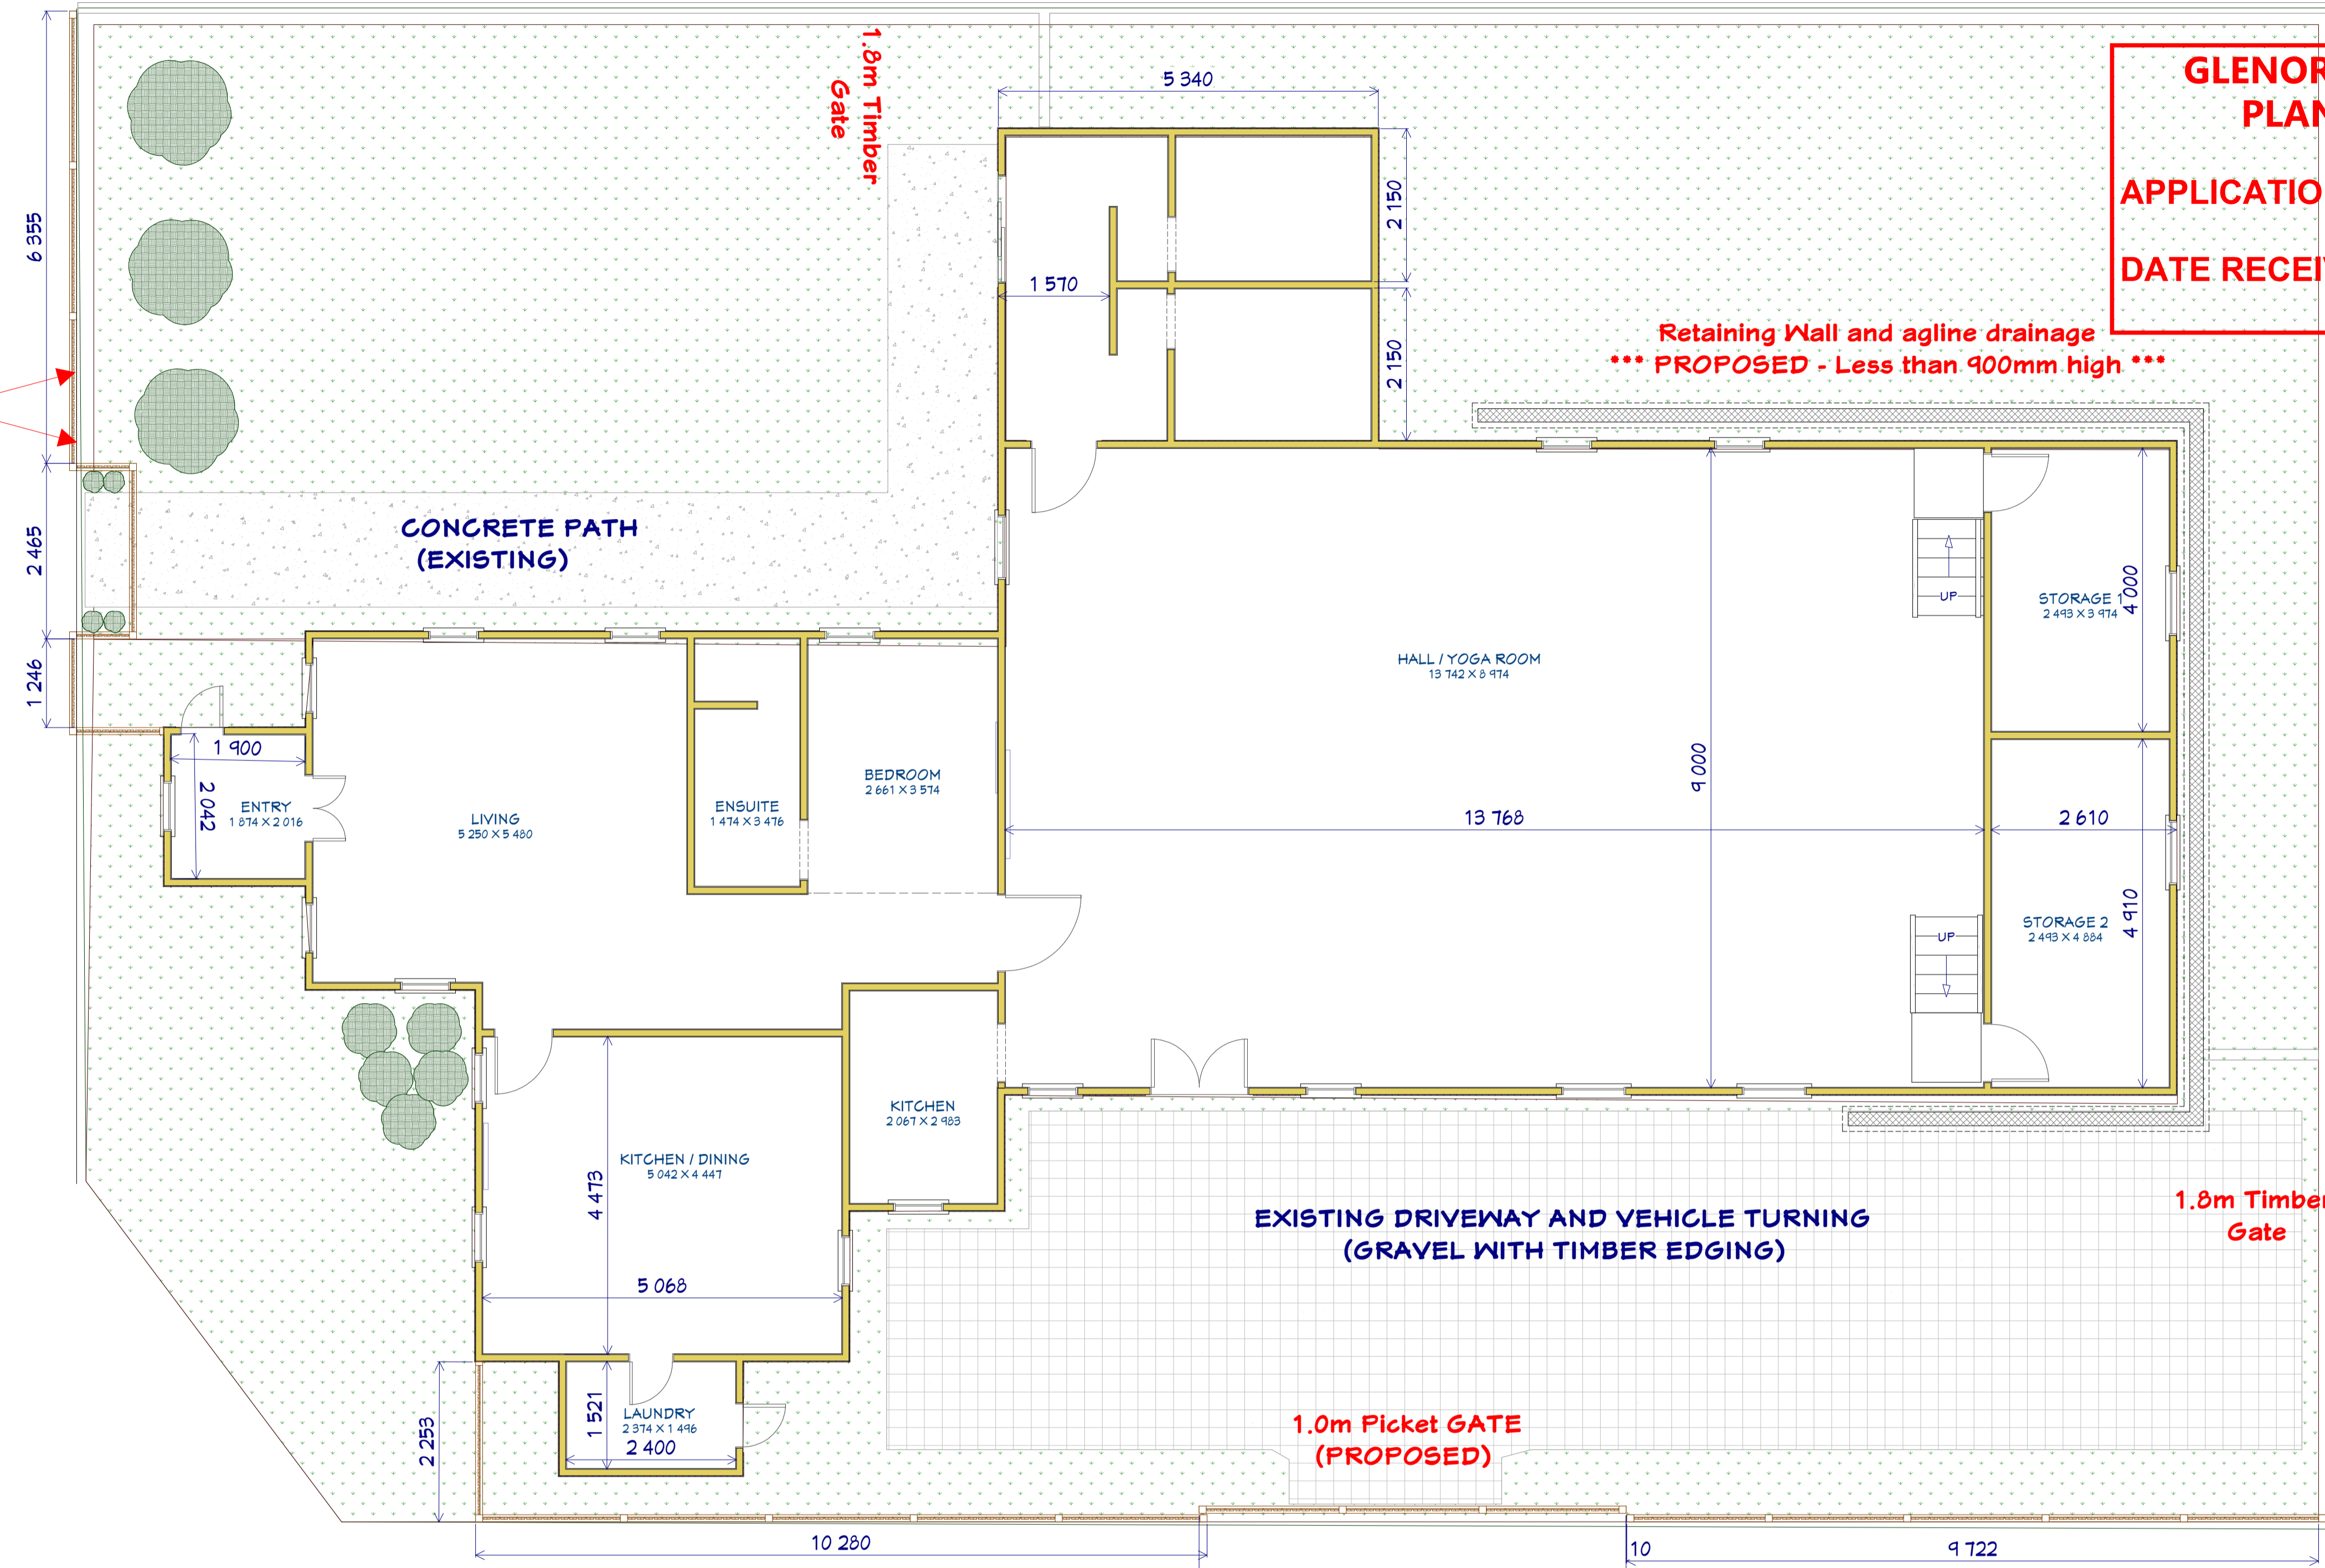 GLENOR
PLAN
APPLICATIO
DATE RECEI
1.8m Timber
Gate
5 340
2 150
6 355
1 570
2 150
Retaining Wall and agline drainage
*** PROPOSED - Less than 900mm high ***
CONCRETE PATH
(EXISTING)
2 465
UP
STORAGE 1
2 493 X 3 974
4 000
HALL / YOGA ROOM
13 742 X 8 974
1 246
1 900
2 042
ENTRY
1 874 X 2 016
LIVING
5 250 X 5 480
ENSUITE
1 474 X 3 476
BEDROOM
2 661 X 3 574
9 000
13 768
2 610
UP
STORAGE 2
2 493 X 4 884
4 910
KITCHEN
2 067 X 2 983
KITCHEN / DINING
5 042 X 4 447
4 473
5 068
EXISTING DRIVEWAY AND VEHICLE TURNING
(GRAVEL WITH TIMBER EDGING)
1.8m Timber
Gate
2 253
1 521
LAUNDRY
2 374 X 1 496
2 400
1.0m Picket GATE
(PROPOSED)
10 280
10
9 722